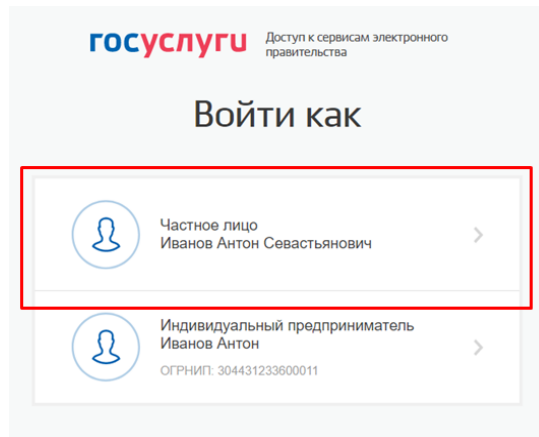 госуслуги
Доступ к сервисам электронного
правительства
Войти как
Частное лицо
Иванов Антон Севастьянович
Индивидуальный предприниматель
Иванов Антон
ОГРНИП: 304431233600011